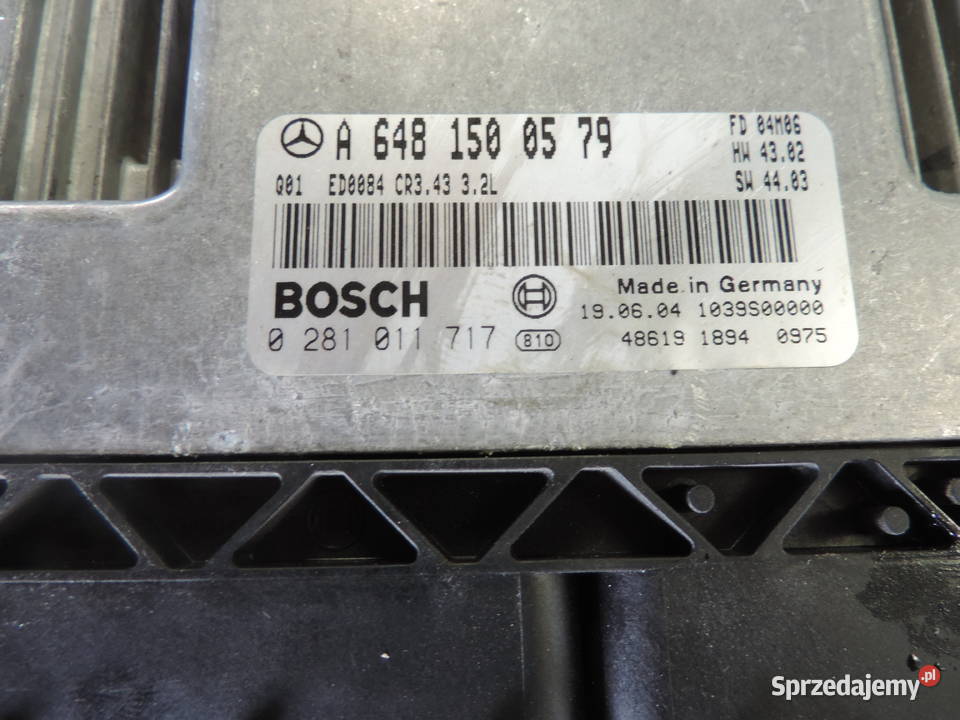 A 648 150 05 79
FD 04M06
HW 43.02
SW 44.03
Q01 ED0084 CR3.43 3.2L
BOSCH
Made in Germany
19.06.04 1039S00000
0 281 011 717 810
48619 1894 0975
Sprzedajemy.pl